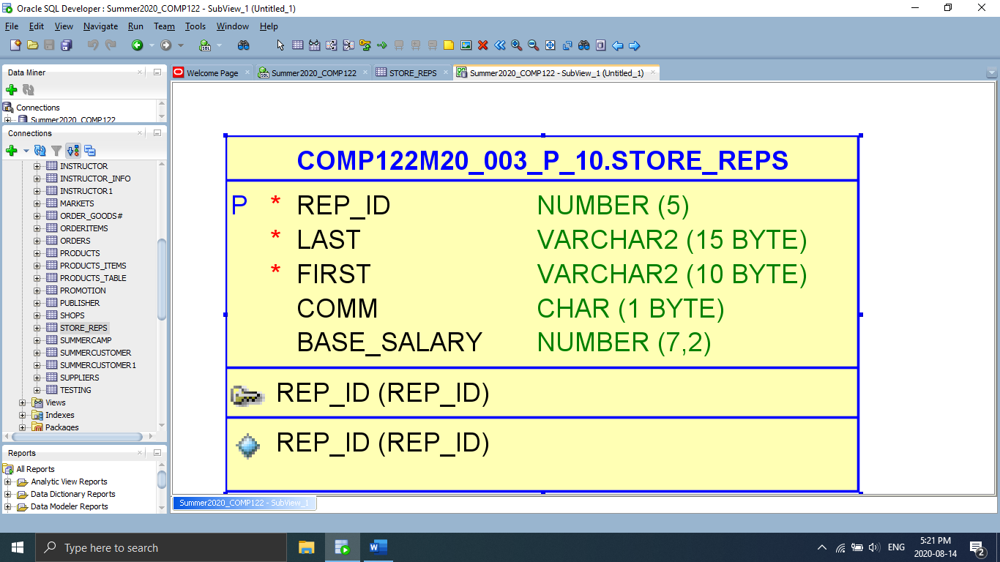 Oracle SQL Developer : Summer2020_COMP122 - SubView_1 (Untitled_1)
File Edit View Navigate Run Team Tools Window Help
Data Miner
Connections
Summer2020_COMP122
Connections
INSTRUCTOR
INSTRUCTOR_INFO
INSTRUCTOR1
MARKETS
ORDER_GOODS#
ORDERITEMS
ORDERS
PRODUCTS
PRODUCTS_ITEMS
PRODUCTS_TABLE
PROMOTION
PUBLISHER
SHOPS
STORE_REPS
SUMMERCAMP
SUMMERCUSTOMER
SUMMERCUSTOMER1
SUPPLIERS
TESTING
Views
Indexes
Packages
Reports
All Reports
Analytic View Reports
Data Dictionary Reports
Data Modeler Reports
Welcome Page Summer2020_COMP122 STORE_REPS Summer2020_COMP122 - SubView_1 (Untitled_1)
COMP122M20_003_P_10.STORE_REPS
P * REP_ID NUMBER (5)
* LAST VARCHAR2 (15 BYTE)
* FIRST VARCHAR2 (10 BYTE)
COMM CHAR (1 BYTE)
BASE_SALARY NUMBER (7,2)
REP_ID (REP_ID)
REP_ID (REP_ID)
Summer2020_COMP122 - SubView_1
Type here to search
ENG
5:21 PM
2020-08-14
2